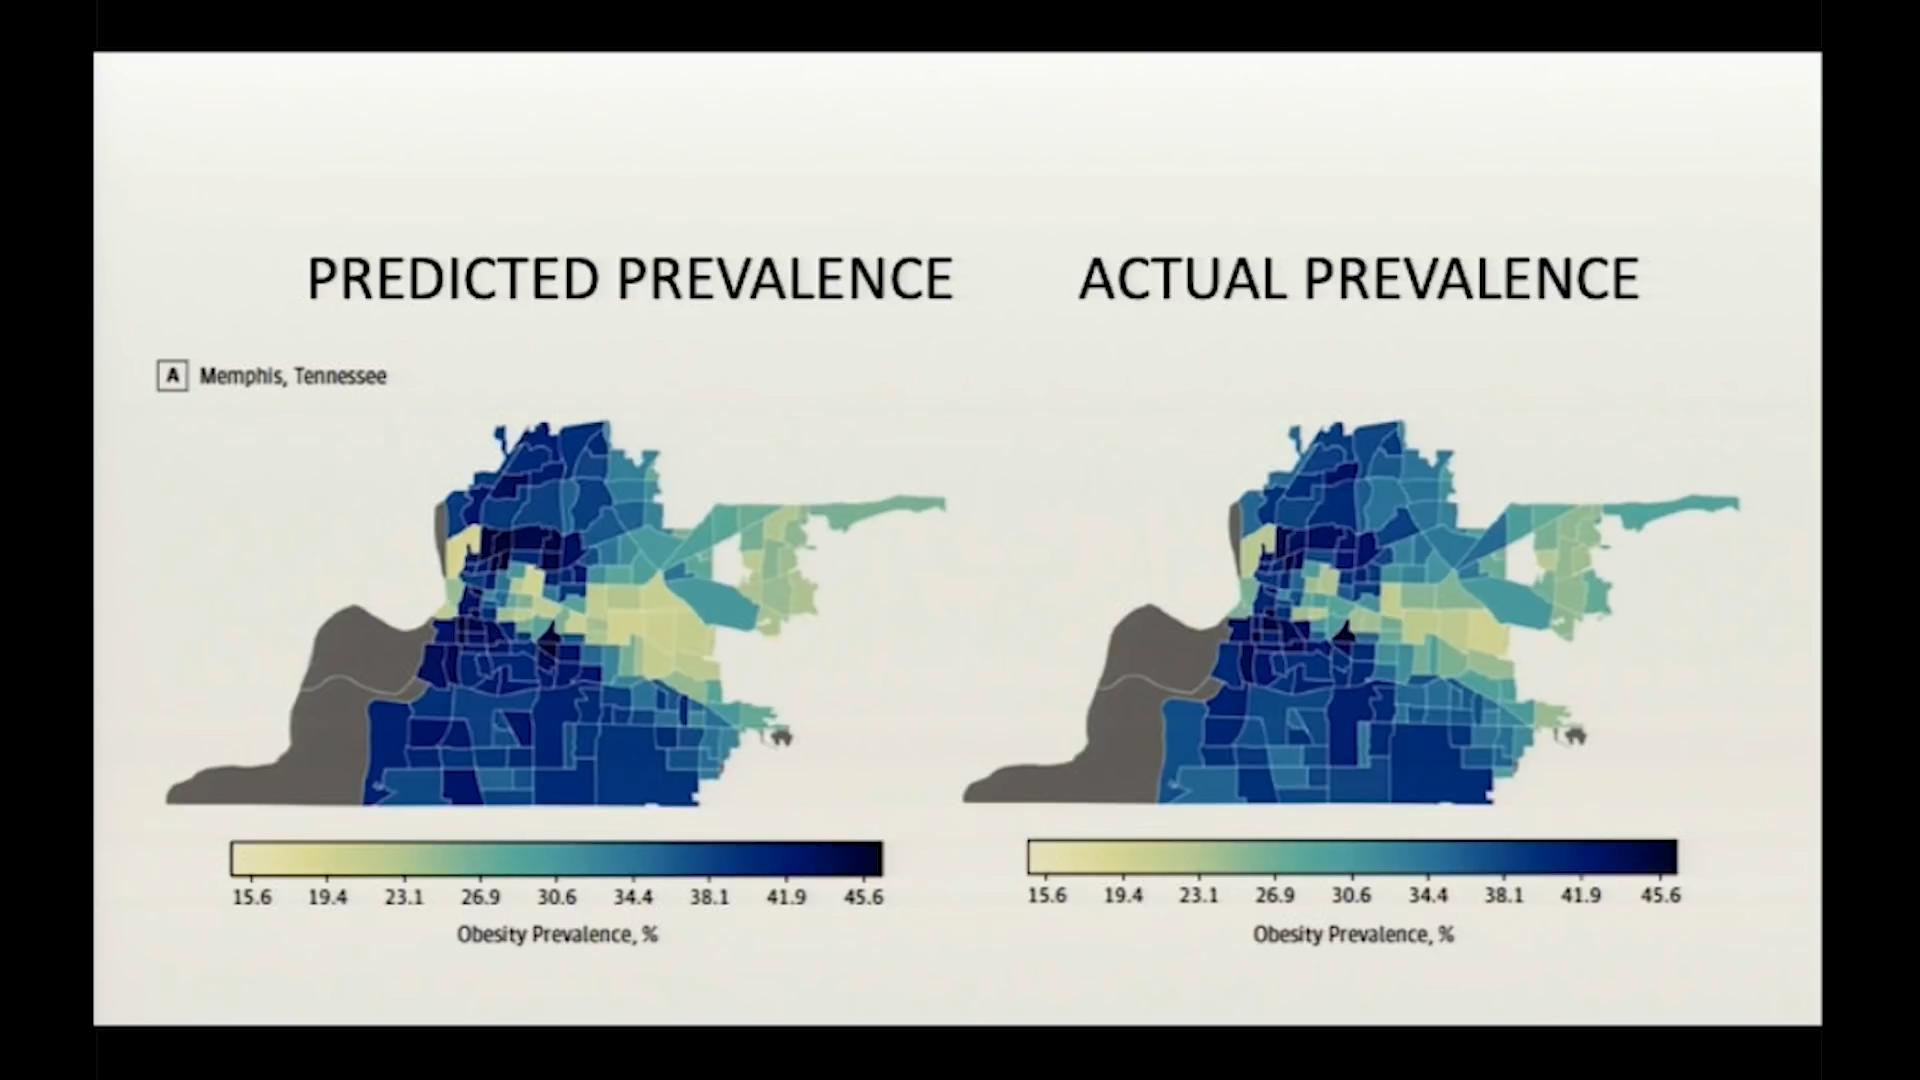 PREDICTED PREVALENCE
ACTUAL PREVALENCE
A Memphis, Tennessee
15.6 19.4 23.1 26.9 30.6 34.4 38.1 41.9 45.6
Obesity Prevalence, %
15.6 19.4 23.1 26.9 30.6 34.4 38.1 41.9 45.6
Obesity Prevalence, %